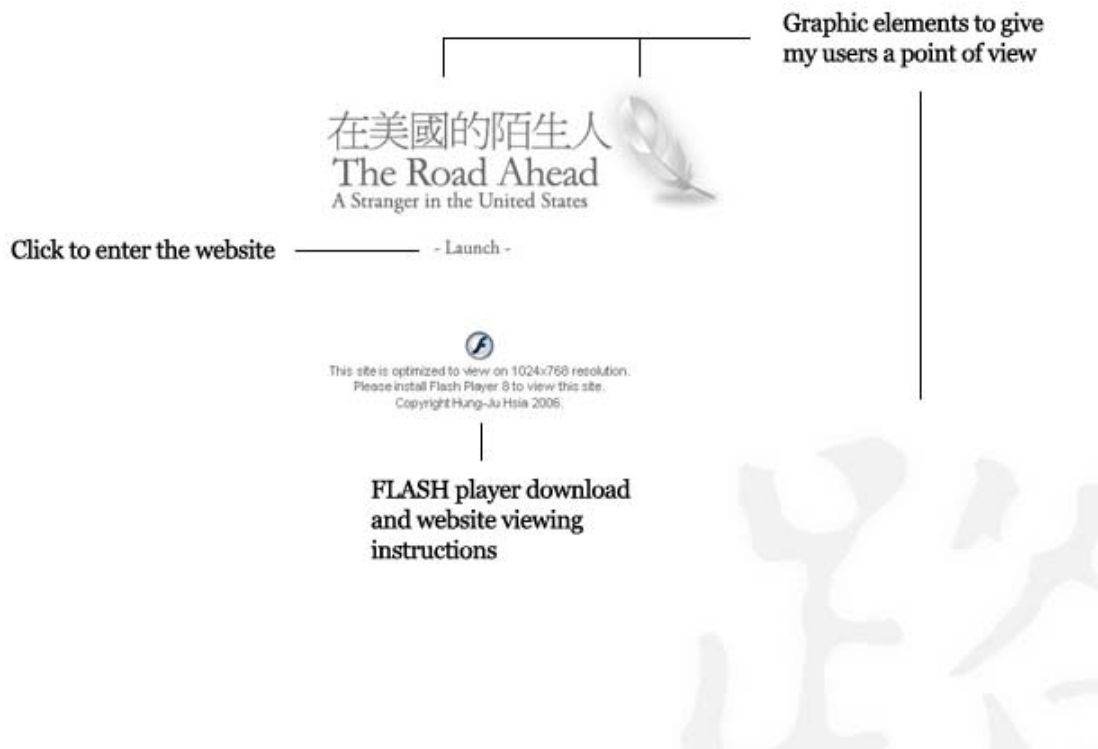 Graphic elements to give
my users a point of view
在美國的陌生人
The Road Ahead
A Stranger in the United States
Click to enter the website
- Launch -
This site is optimized to view on 1024x768 resolution.
Please install Flash Player 8 to view this site.
Copyright Hung-Ju Hsia 2006.
FLASH player download
and website viewing
instructions